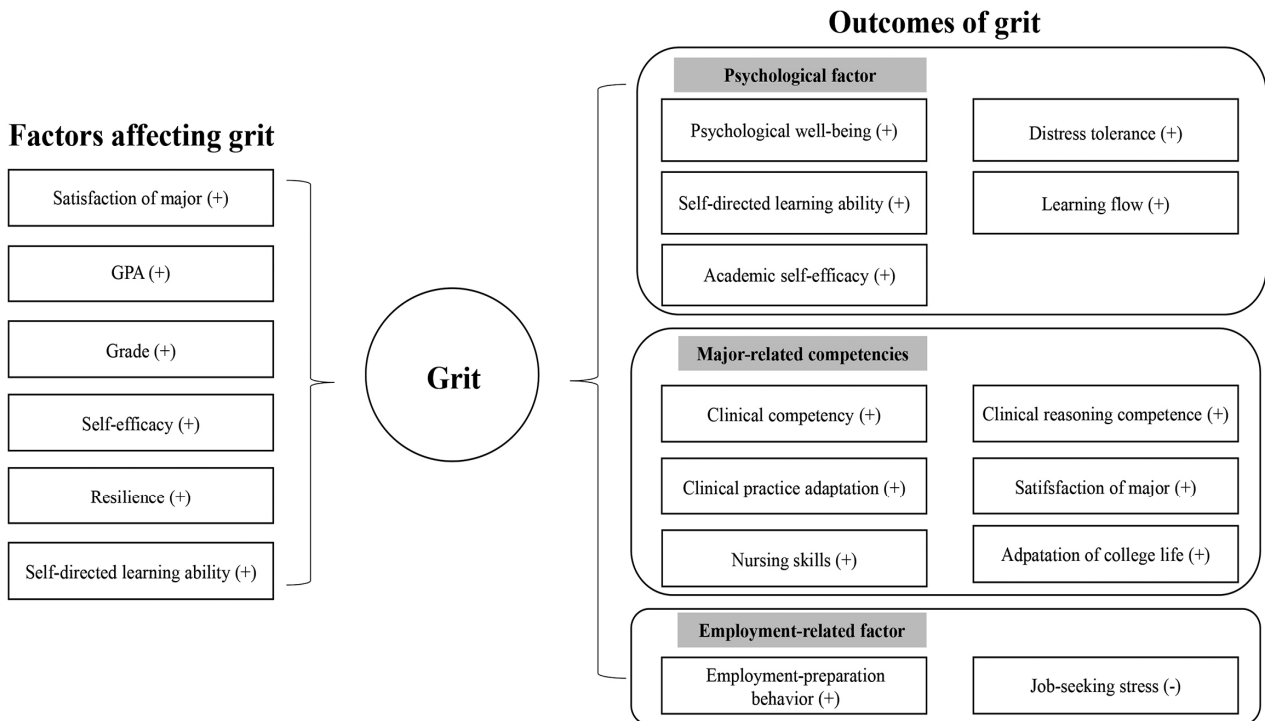 Factors affecting grit
Satisfaction of major (+)
GPA (+)
Grade (+)
Self-efficacy (+)
Resilience (+)
Self-directed learning ability (+)
Grit
Outcomes of grit
Psychological factor
Psychological well-being (+)
Distress tolerance (+)
Self-directed learning ability (+)
Learning flow (+)
Academic self-efficacy (+)
Major-related competencies
Clinical competency (+)
Clinical reasoning competence (+)
Clinical practice adaptation (+)
Satifsfaction of major (+)
Nursing skills (+)
Adpatation of college life (+)
Employment-related factor
Employment-preparation
behavior (+)
Job-seeking stress (-)